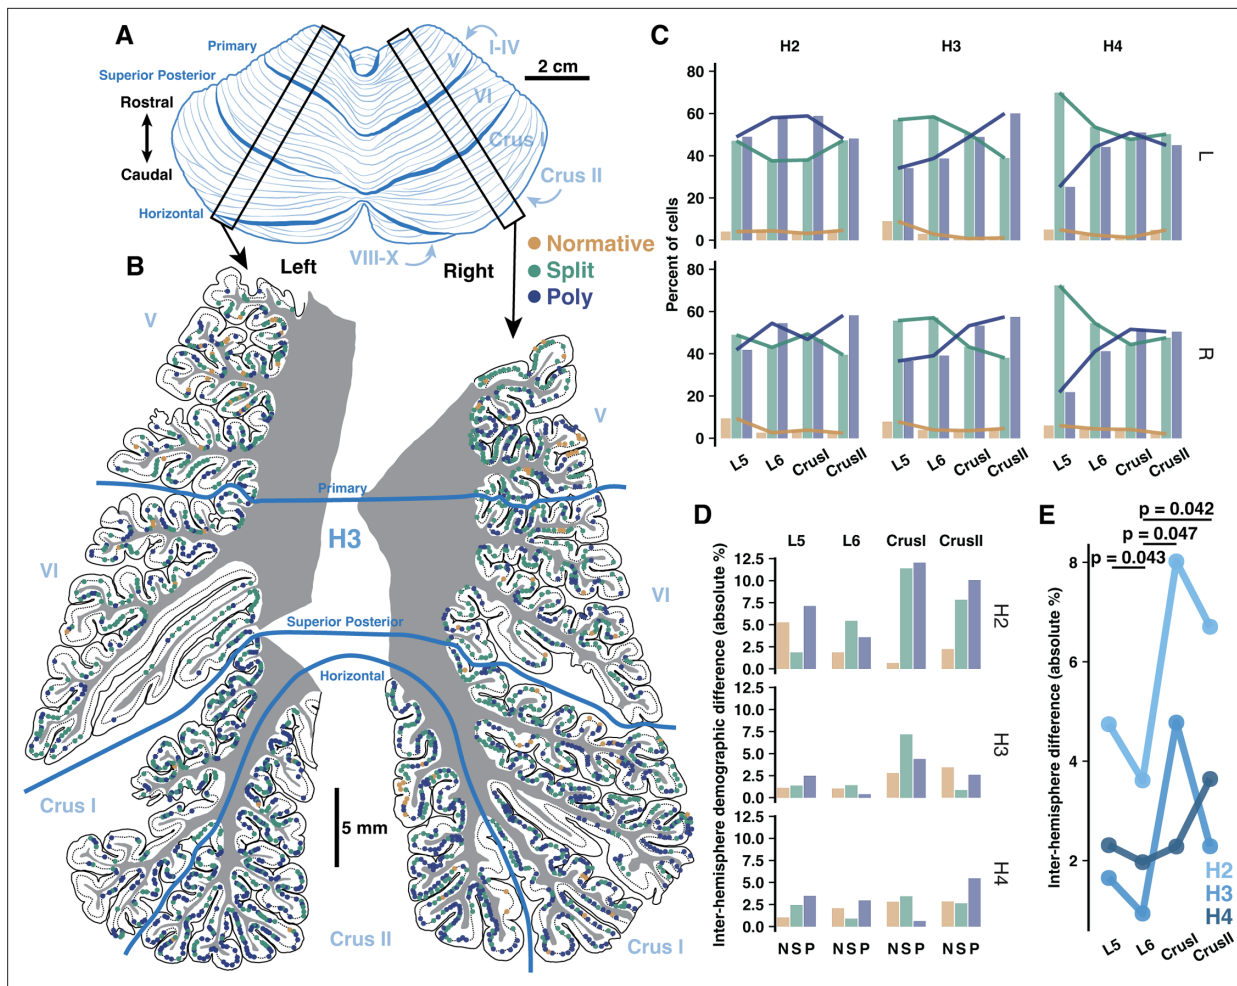 A
Primary
Superior Posterior
Rostral
Caudal
Horizontal
I-IV
V
VI
Crus I
Crus II
VIII-X
2 cm
Normative
Split
Poly
B
Left
Right
V
V
Primary
H3
VI
VI
Superior Posterior
Horizontal
Crus I
5 mm
Crus II
Crus I
C
H2 H3 H4
Percent of cells
80
60
40
20
0
L
80
60
40
20
0
R
L5 L6 CrusI CrusII
L5 L6 CrusI CrusII
L5 L6 CrusI CrusII
D
L5 L6 CrusI CrusII
Inter-hemisphere demographic difference (absolute %)
12.5
10.0
7.5
5.0
2.5
0.0
H2
12.5
10.0
7.5
5.0
2.5
0.0
H3
12.5
10.0
7.5
5.0
2.5
0.0
H4
N S P N S P N S P N S P
E
p = 0.042
p = 0.047
p = 0.043
Inter-hemisphere difference (absolute %)
8
6
4
2
H2
H3
H4
L5 L6 CrusI CrusII